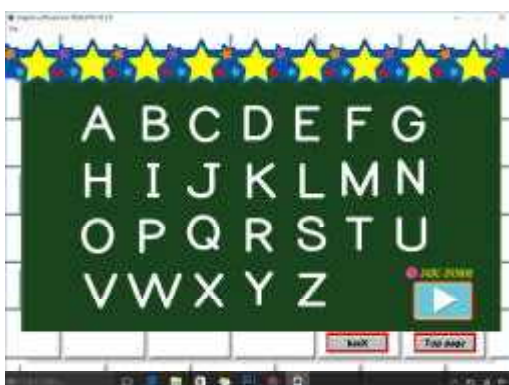 A B C D E F G
H I J K L M N
O P Q R S T U
V W X Y Z
back
Top page